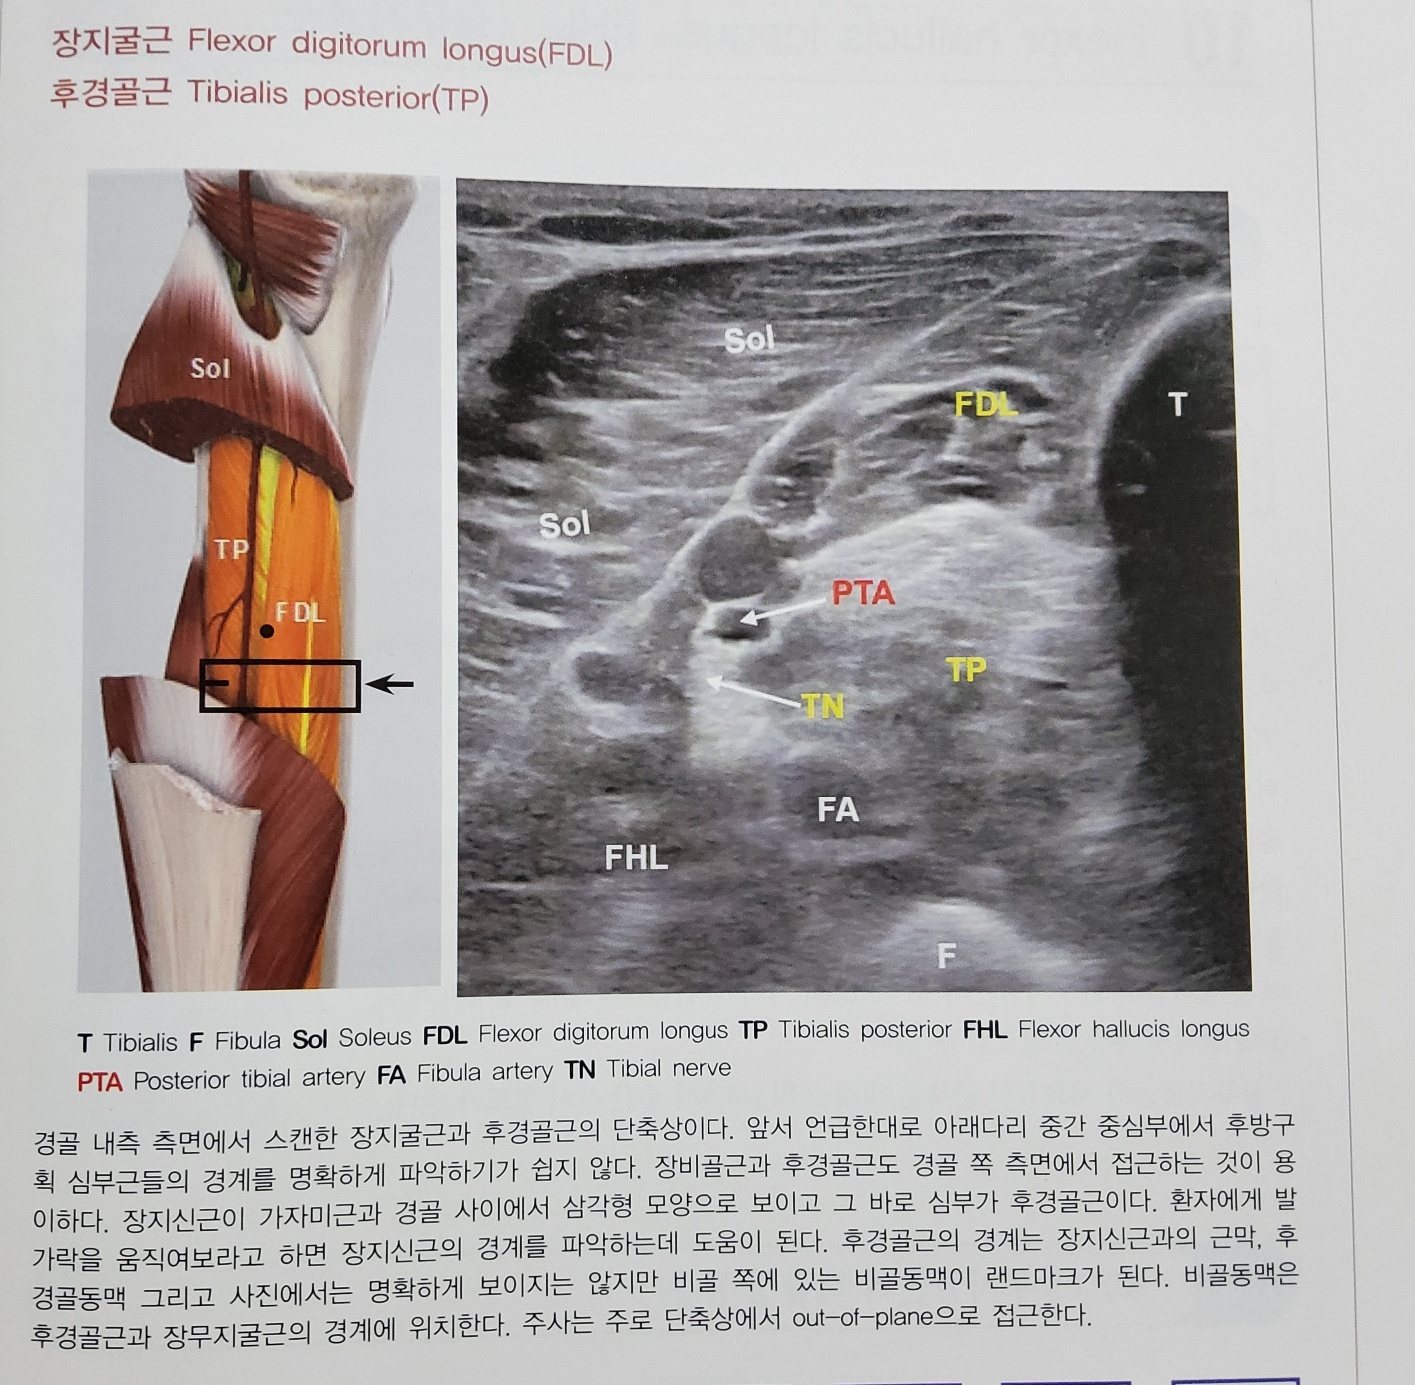 장지굴근 Flexor digitorum longus(FDL)
후경골근 Tibialis posterior(TP)
Sol
TP
FDL
Sol
FDL
T
Sol
PTA
TP
TN
FA
FHL
F
T Tibialis F Fibula Sol Soleus FDL Flexor digitorum longus TP Tibialis posterior FHL Flexor hallucis longus
PTA Posterior tibial artery FA Fibula artery TN Tibial nerve
경골 내측 측면에서 스캔한 장지굴근과 후경골근의 단축상이다. 앞서 언급한대로 아래다리 중간 중심부에서 후방구
획 심부근들의 경계를 명확하게 파악하기가 쉽지 않다. 장비골근과 후경골근도 경골 쪽 측면에서 접근하는 것이 용
이하다. 장지신근이 가자미근과 경골 사이에서 삼각형 모양으로 보이고 그 바로 심부가 후경골근이다. 환자에게 발
가락을 움직여보라고 하면 장지신근의 경계를 파악하는데 도움이 된다. 후경골근의 경계는 장지신근과의 근막, 후
경골동맥 그리고 사진에서는 명확하게 보이지는 않지만 비골 쪽에 있는 비골동맥이 랜드마크가 된다. 비골동맥은
후경골근과 장무지굴근의 경계에 위치한다. 주사는 주로 단축상에서 out-of-plane으로 접근한다.